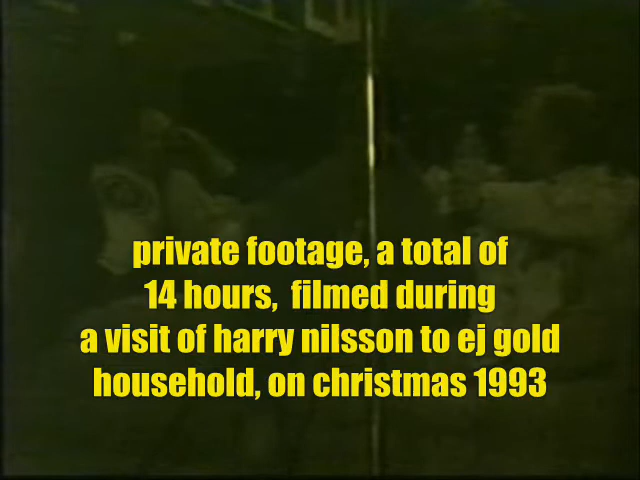 private footage, a total of
14 hours,  filmed during
a visit of harry nilsson to ej gold
household, on christmas 1993